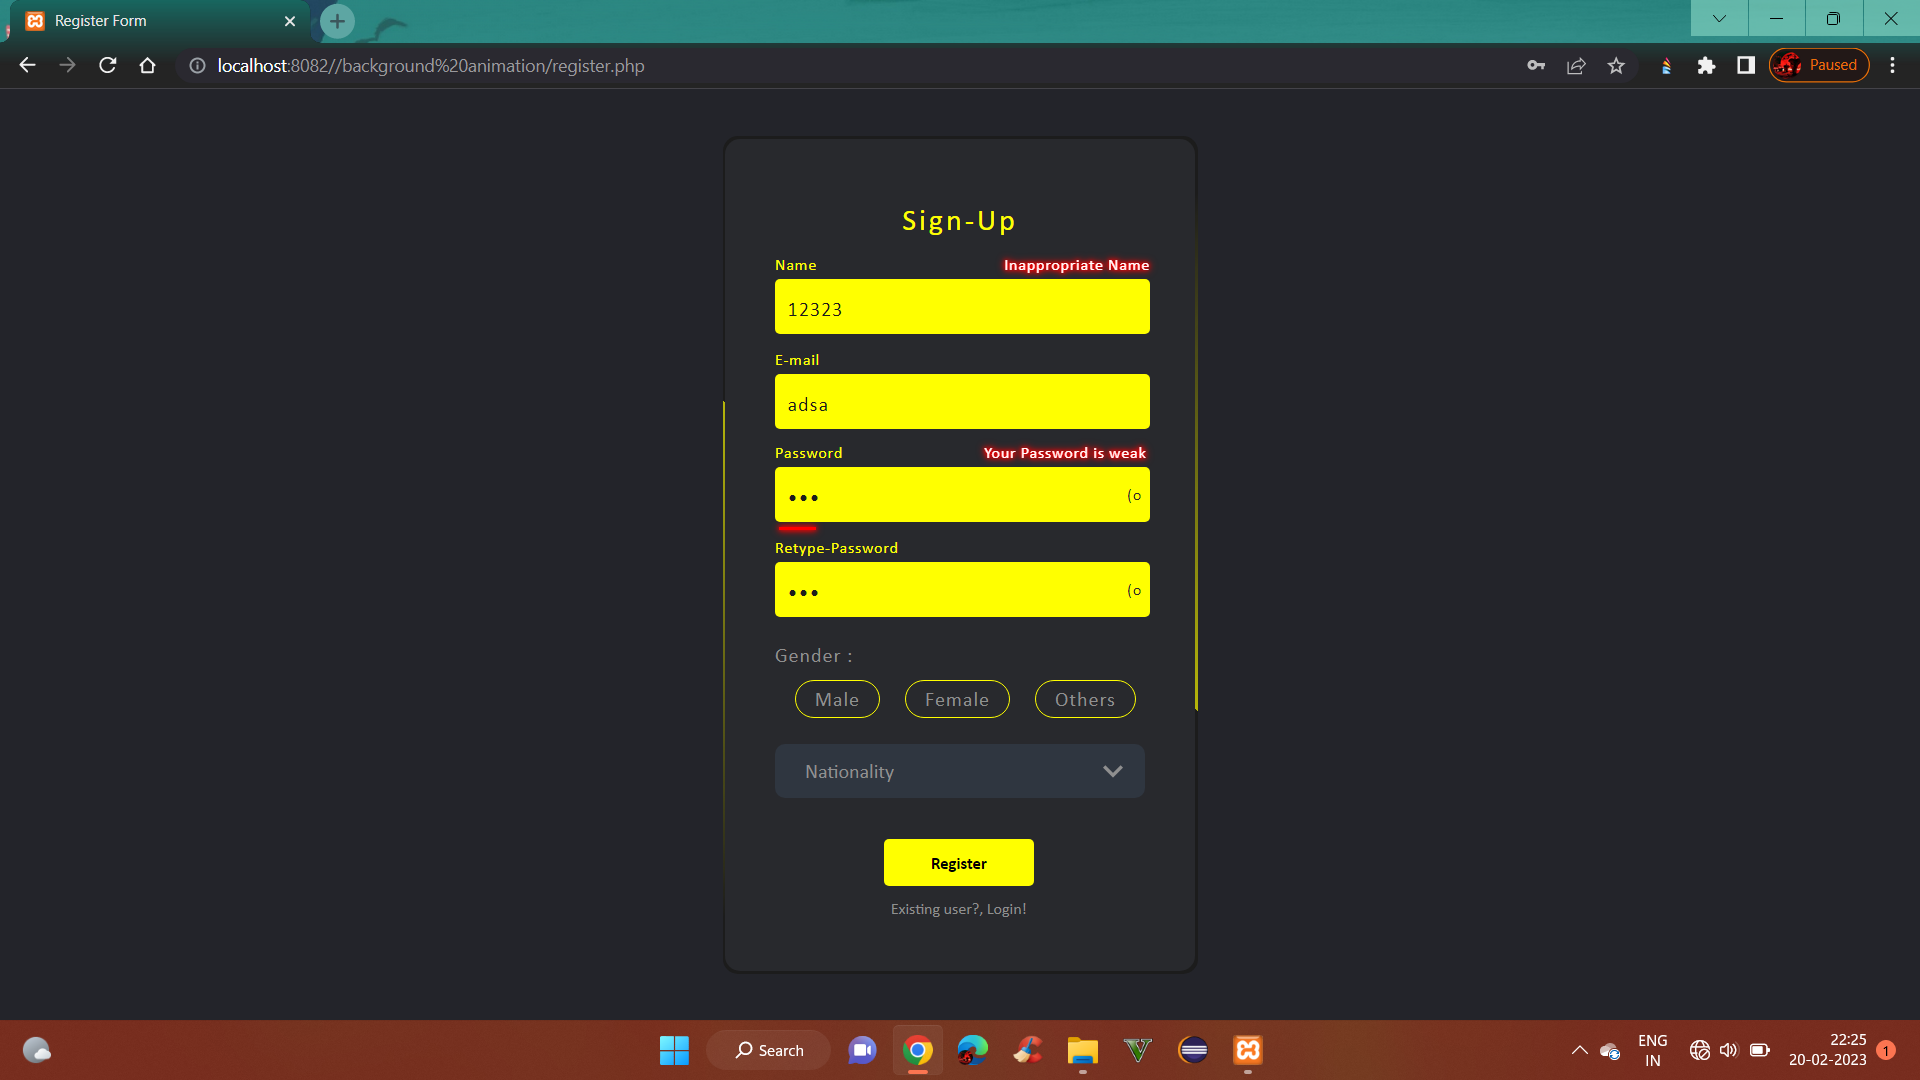 Register Form
localhost:8082//background%20animation/register.php
Paused
Sign-Up
Name Inappropriate Name
12323
E-mail
adsa
Password Your Password is weak
••• (o
Retype-Password
••• (o
Gender :
Male Female Others
Nationality
Register
Existing user?, Login!
Search
ENG
IN
22:25
20-02-2023
1